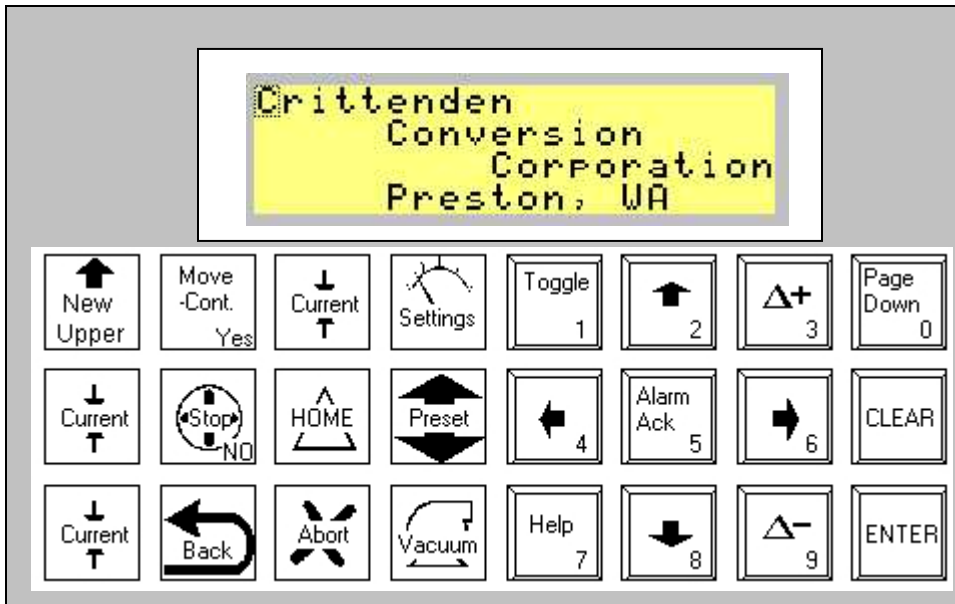 Crittenden
Conversion
Corporation
Preston, WA
New
Upper
Move
-Cont.
Yes
Current
Settings
Toggle
1
2
Δ+
3
Page
Down
0
Current
Stop
NO
HOME
Preset
4
Alarm
Ack
5
6
CLEAR
Current
Back
Abort
Vacuum
Help
7
8
Δ-
9
ENTER